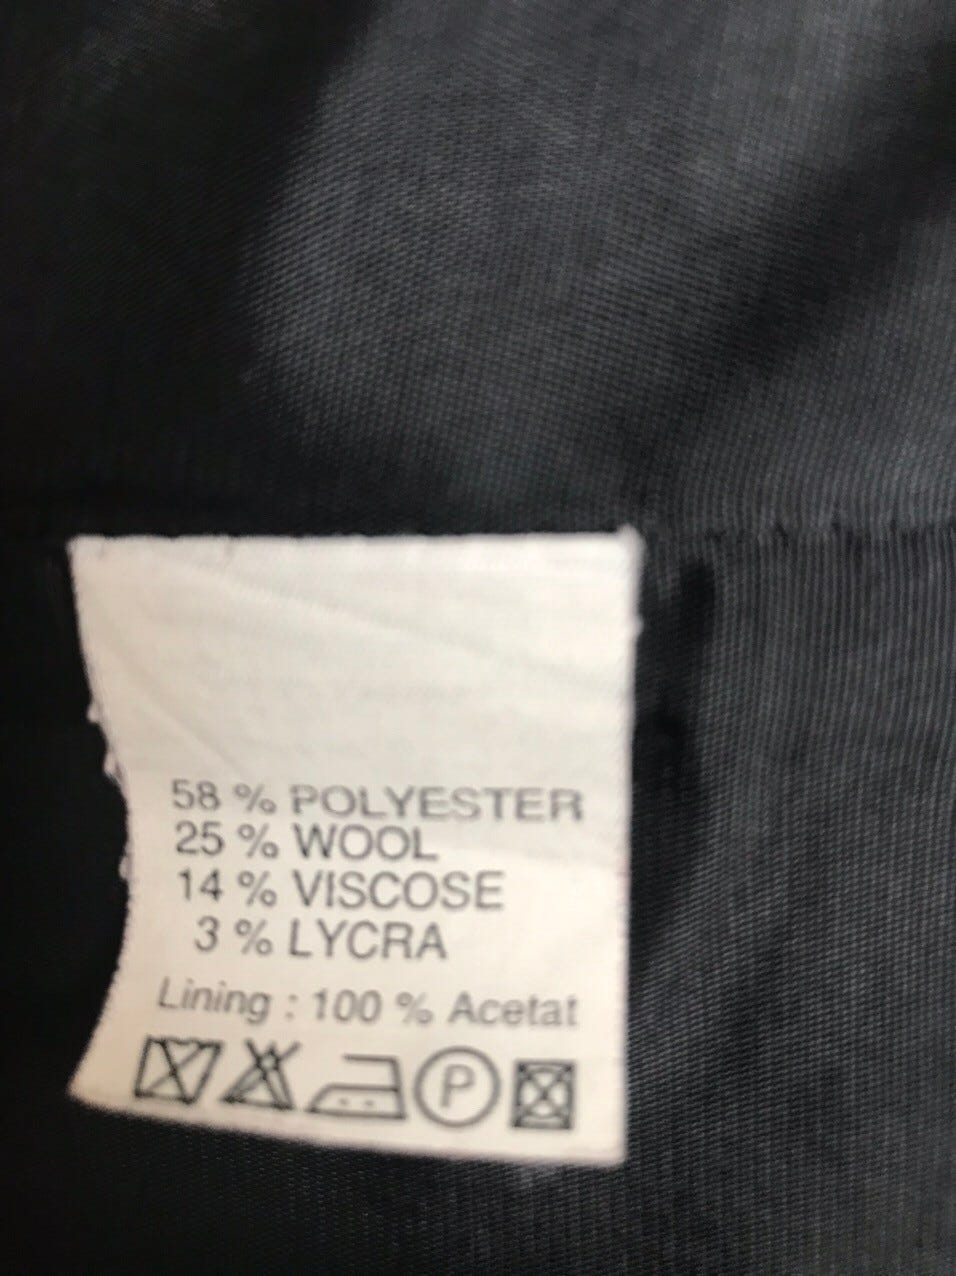 58 % POLYESTER
25 % WOOL
14 % VISCOSE
3 % LYCRA
Lining : 100 % Acetat
P